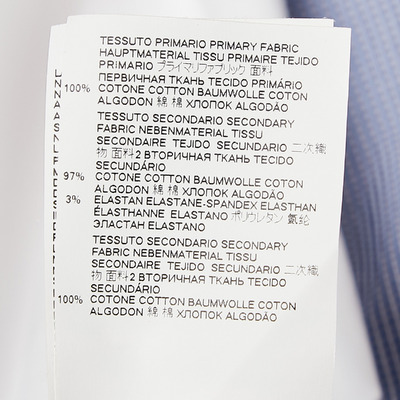 TESSUTO PRIMARIO PRIMARY FABRIC
HAUPTMATERIAL TISSU PRIMAIRE TEJIDO
PRIMARIO プライマリファブリック 面料
ПЕРВИЧНАЯ ТКАНЬ TECIDO PRIMÁRIO
100% COTONE COTTON BAUMWOLLE COTON
ALGODON 綿 棉 ХЛОПОК ALGODÃO
TESSUTO SECONDARIO SECONDARY
FABRIC NEBENMATERIAL TISSU
SECONDAIRE TEJIDO SECUNDARIO 二次織
物 面料2 ВТОРИЧНАЯ ТКАНЬ TECIDO
SECUNDÁRIO
97% COTONE COTTON BAUMWOLLE COTON
ALGODON 綿 棉 ХЛОПОК ALGODÃO
3% ELASTAN ELASTANE-SPANDEX ELASTHAN
ÉLASTHANNE ELASTANO ポリウレタン 氨纶
ЭЛАСТАН ELASTANO
TESSUTO SECONDARIO SECONDARY
FABRIC NEBENMATERIAL TISSU
SECONDAIRE TEJIDO SECUNDARIO 二次織
物 面料2 ВТОРИЧНАЯ ТКАНЬ TECIDO
SECUNDÁRIO
100% COTONE COTTON BAUMWOLLE COTON
ALGODON 綿 棉 ХЛОПОК ALGODÃO